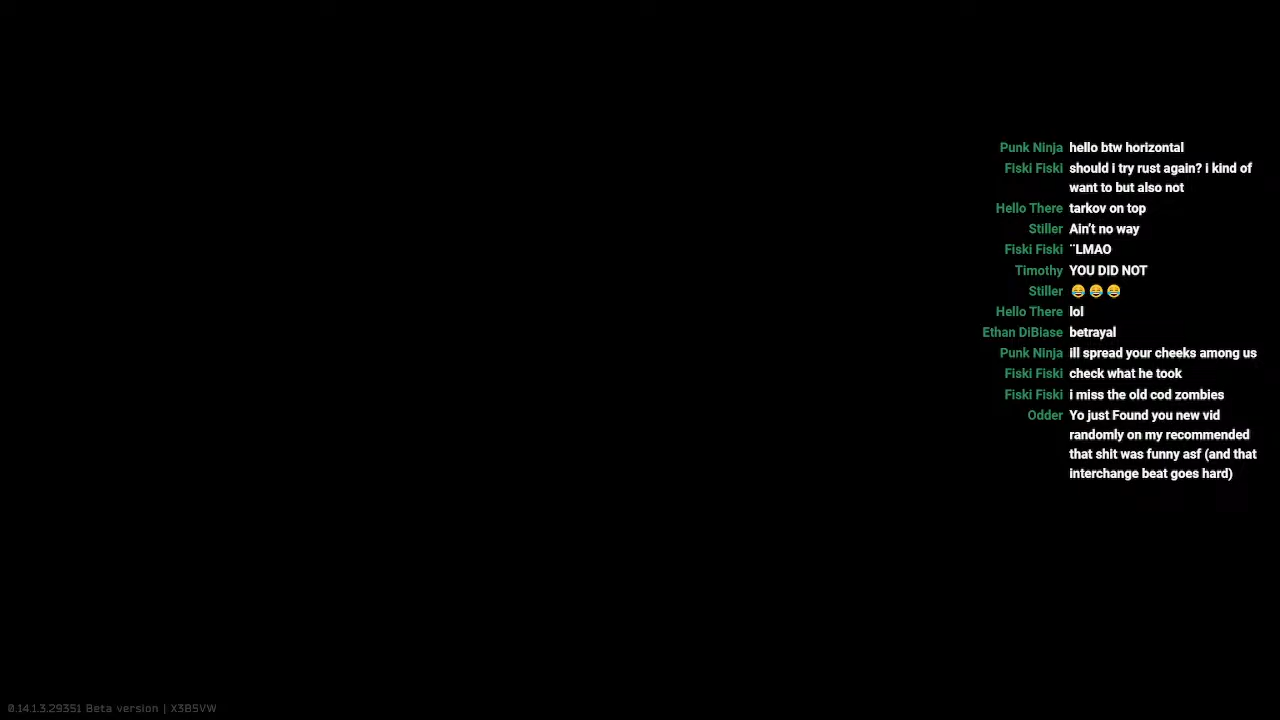 Punk Ninja hello btw horizontal
Fiski Fiski should i try rust again? i kind of
want to but also not
Hello There tarkov on top
Stiller Ain't no way
Fiski Fiski ¨LMAO
Timothy YOU DID NOT
Stiller 😂 😂 😂
Hello There lol
Ethan DiBiase betrayal
Punk Ninja ill spread your cheeks among us
Fiski Fiski check what he took
Fiski Fiski i miss the old cod zombies
Odder Yo just Found you new vid
randomly on my recommended
that shit was funny asf (and that
interchange beat goes hard)
0.14.1.3.29351 Beta version | X3B5VW